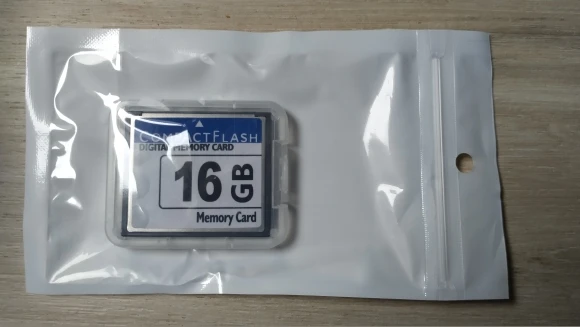 COMPACTFLASH
DIGITAL MEMORY CARD
16 GB
Memory Card